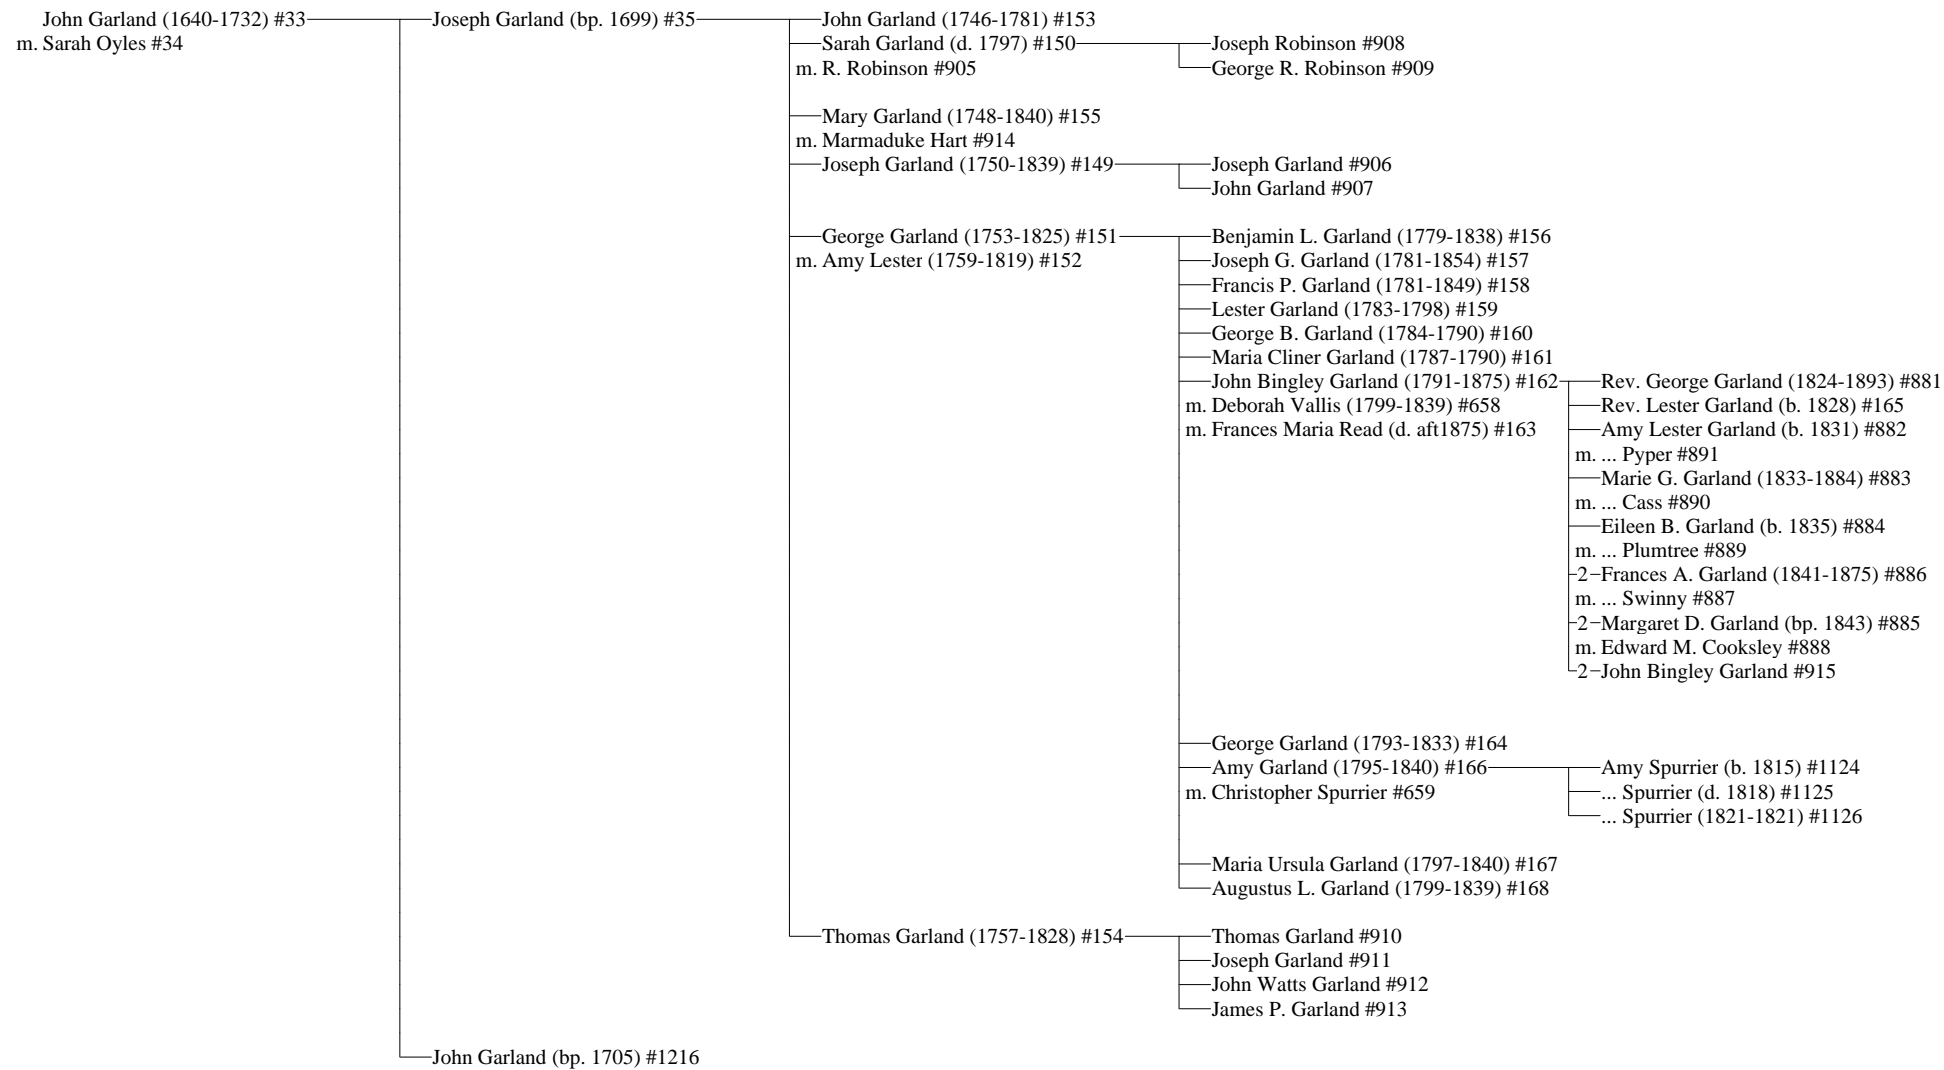 John Garland (1640-1732) #33
m. Sarah Oyles #34
Joseph Garland (bp. 1699) #35
John Garland (1746-1781) #153
Sarah Garland (d. 1797) #150
m. R. Robinson #905
Joseph Robinson #908
George R. Robinson #909
Mary Garland (1748-1840) #155
m. Marmaduke Hart #914
Joseph Garland (1750-1839) #149
Joseph Garland #906
John Garland #907
George Garland (1753-1825) #151
m. Amy Lester (1759-1819) #152
Benjamin L. Garland (1779-1838) #156
Joseph G. Garland (1781-1854) #157
Francis P. Garland (1781-1849) #158
Lester Garland (1783-1798) #159
George B. Garland (1784-1790) #160
Maria Cliner Garland (1787-1790) #161
John Bingley Garland (1791-1875) #162
m. Deborah Vallis (1799-1839) #658
m. Frances Maria Read (d. aft1875) #163
Rev. George Garland (1824-1893) #881
Rev. Lester Garland (b. 1828) #165
Amy Lester Garland (b. 1831) #882
m. ... Pyper #891
Marie G. Garland (1833-1884) #883
m. ... Cass #890
Eileen B. Garland (b. 1835) #884
m. ... Plumtree #889
2 Frances A. Garland (1841-1875) #886
m. ... Swinny #887
2 Margaret D. Garland (bp. 1843) #885
m. Edward M. Cooksley #888
2 John Bingley Garland #915
George Garland (1793-1833) #164
Amy Garland (1795-1840) #166
m. Christopher Spurrier #659
Amy Spurrier (b. 1815) #1124
... Spurrier (d. 1818) #1125
... Spurrier (1821-1821) #1126
Maria Ursula Garland (1797-1840) #167
Augustus L. Garland (1799-1839) #168
Thomas Garland (1757-1828) #154
Thomas Garland #910
Joseph Garland #911
John Watts Garland #912
James P. Garland #913
John Garland (bp. 1705) #1216